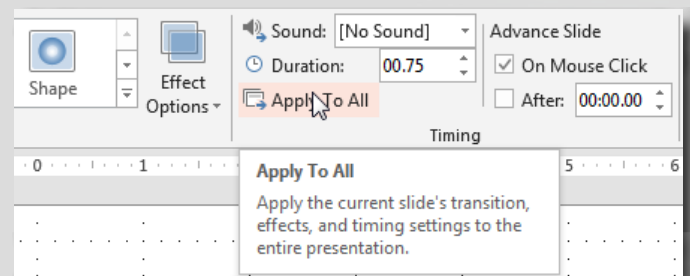 Shape
Effect
Options
Sound: [No Sound]
Duration: 00.75
Apply To All
Advance Slide
On Mouse Click
After: 00:00.00
Timing
0 1 5 6
Apply To All
Apply the current slide's transition,
effects, and timing settings to the
entire presentation.